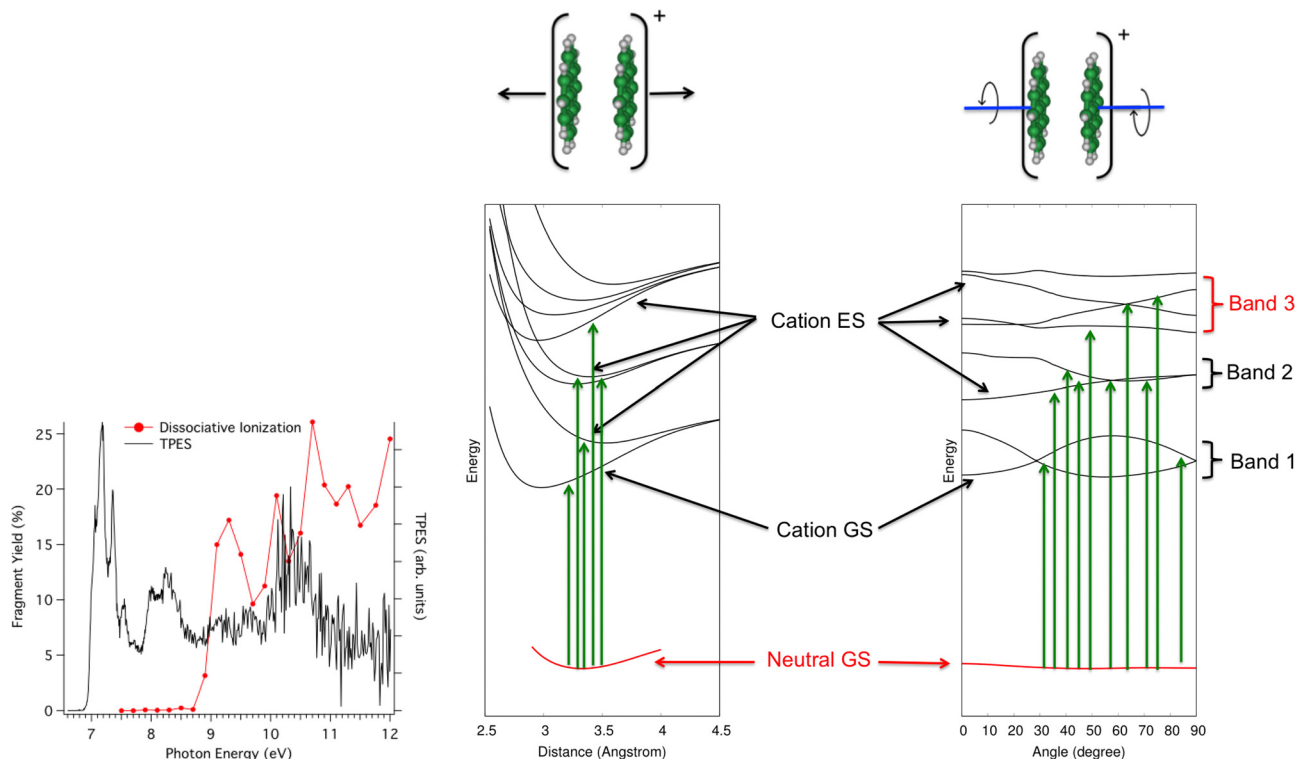 +
+
Dissociative Ionization
TPES
25
20
15
10
5
0
Fragment Yield (%)
TPES (arb. units)
7 8 9 10 11 12
Photon Energy (eV)
Energy
2.5 3 3.5 4 4.5
Distance (Angstrom)
Cation ES
Cation GS
Neutral GS
Energy
0 10 20 30 40 50 60 70 80 90
Angle (degree)
Band 3
Band 2
Band 1